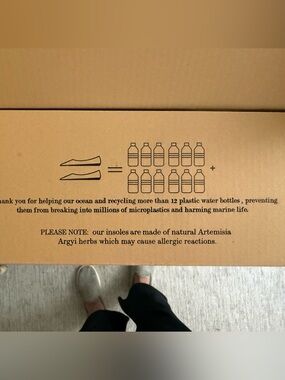 = +
hank you for helping our ocean and recycling more than 12 plastic water bottles , preventing
them from breaking into millions of microplastics and harming marine life.
PLEASE NOTE: our insoles are made of natural Artemisia
Argyi herbs which may cause allergic reactions.